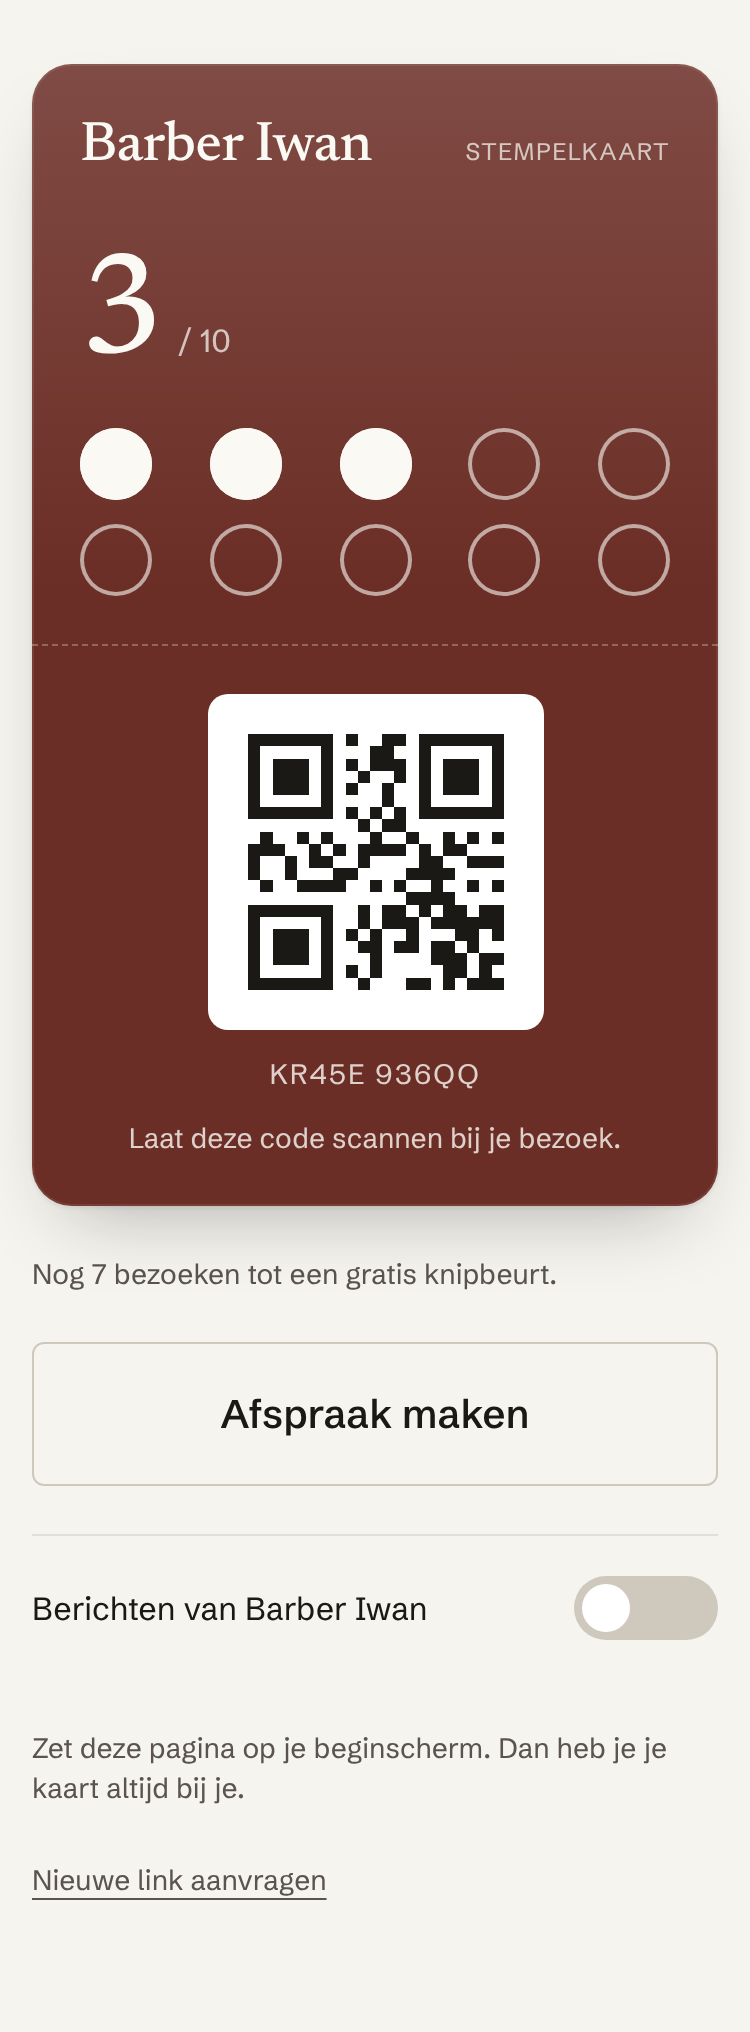 Barber Iwan
STEMPELKAART
3 / 10
KR45E 936QQ
Laat deze code scannen bij je bezoek.
Nog 7 bezoeken tot een gratis knipbeurt.
Afspraak maken
Berichten van Barber Iwan
Zet deze pagina op je beginscherm. Dan heb je je
kaart altijd bij je.
Nieuwe link aanvragen